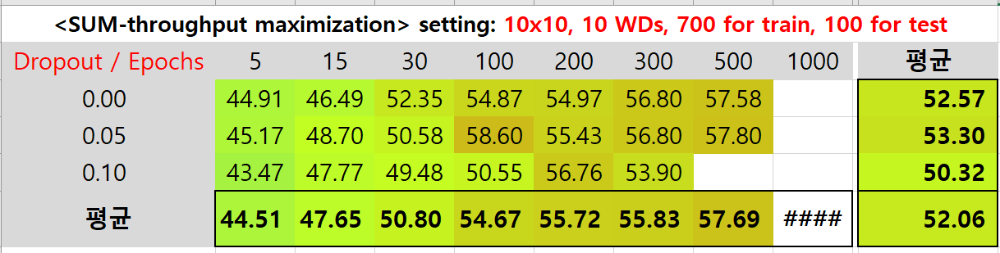 <SUM-throughput maximization> setting: 10x10, 10 WDs, 700 for train, 100 for test
Dropout / Epochs 5 15 30 100 200 300 500 1000 평균
0.00 44.91 46.49 52.35 54.87 54.97 56.80 57.58 52.57
0.05 45.17 48.70 50.58 58.60 55.43 56.80 57.80 53.30
0.10 43.47 47.77 49.48 50.55 56.76 53.90 50.32
평균 44.51 47.65 50.80 54.67 55.72 55.83 57.69 #### 52.06